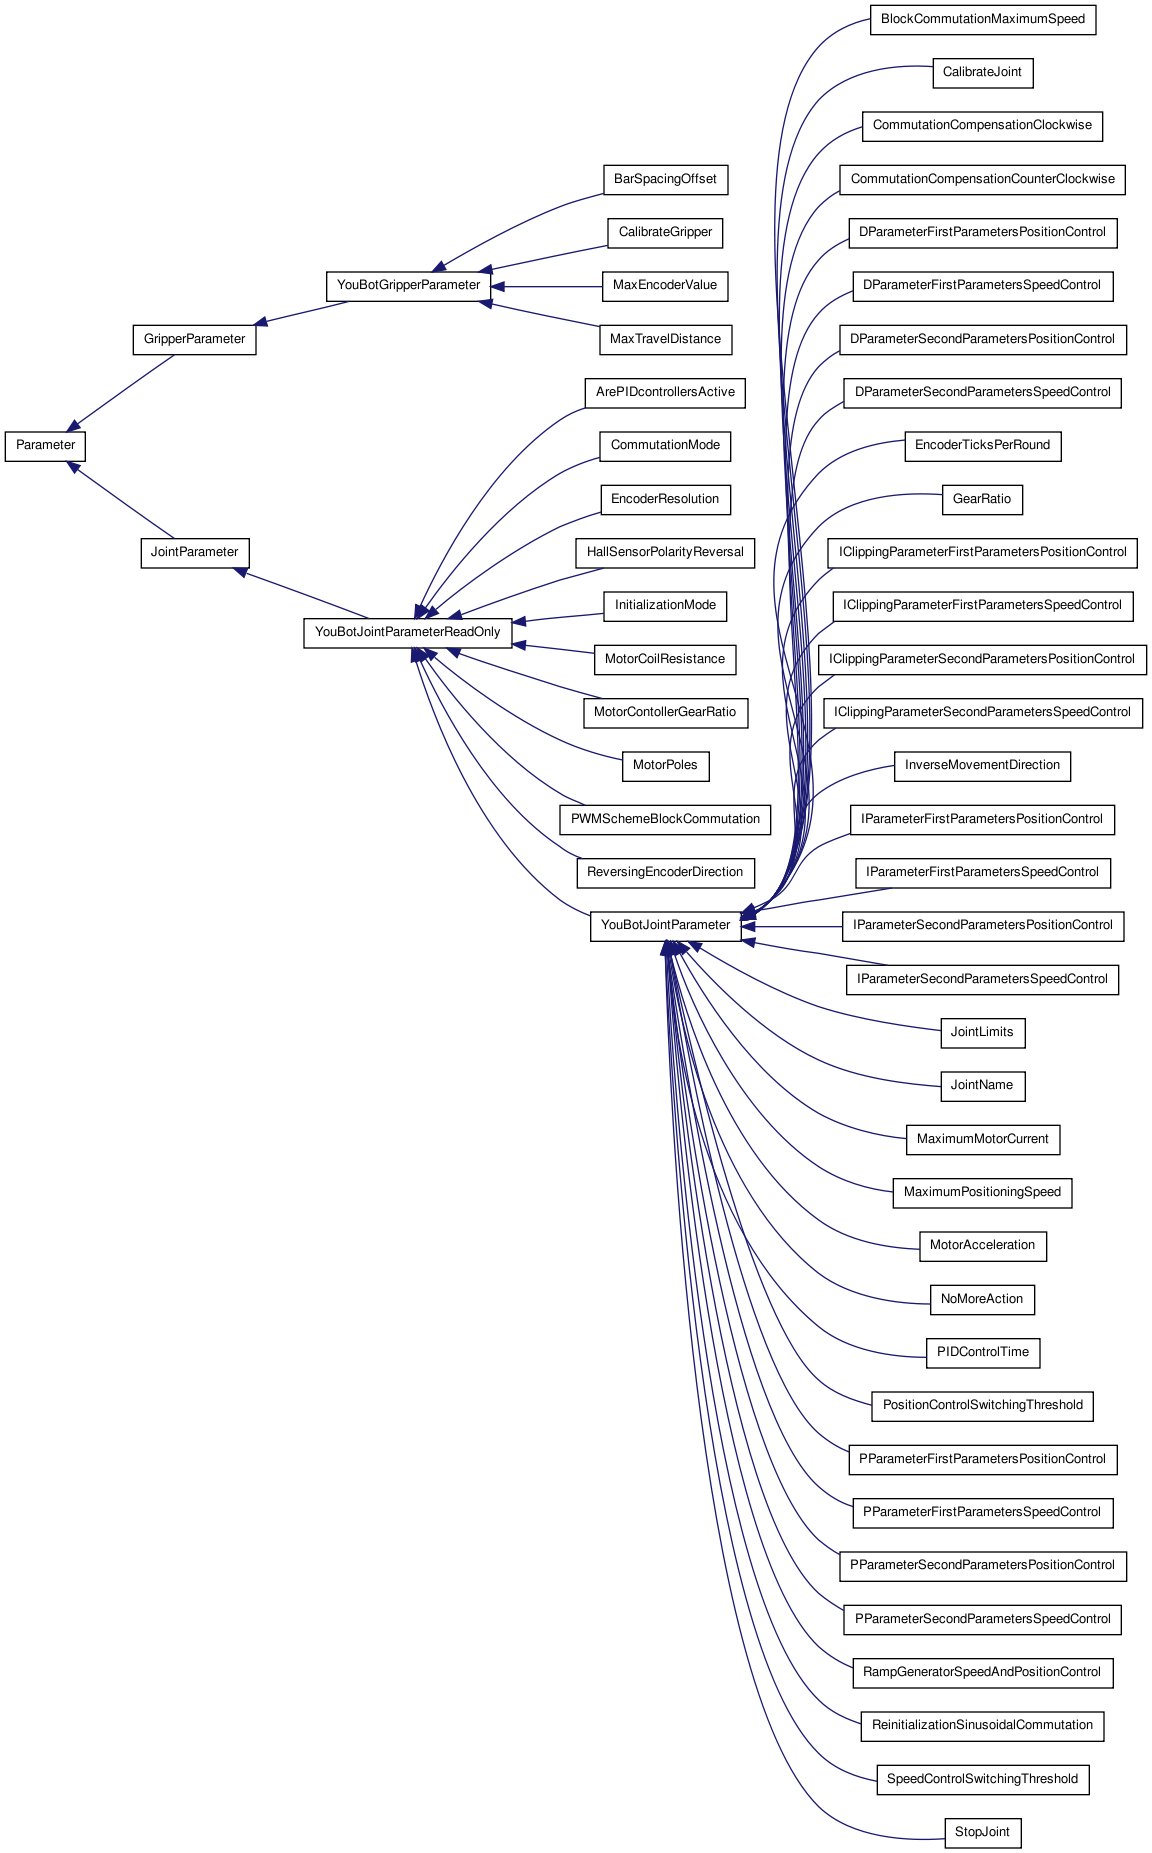 Parameter
GripperParameter
JointParameter
YouBotGripperParameter
YouBotJointParameterReadOnly
BarSpacingOffset
CalibrateGripper
MaxEncoderValue
MaxTravelDistance
ArePIDcontrollersActive
CommutationMode
EncoderResolution
HallSensorPolarityReversal
InitializationMode
MotorCoilResistance
MotorContollerGearRatio
MotorPoles
PWMSchemeBlockCommutation
ReversingEncoderDirection
YouBotJointParameter
BlockCommutationMaximumSpeed
CalibrateJoint
CommutationCompensationClockwise
CommutationCompensationCounterClockwise
DParameterFirstParametersPositionControl
DParameterFirstParametersSpeedControl
DParameterSecondParametersPositionControl
DParameterSecondParametersSpeedControl
EncoderTicksPerRound
GearRatio
IClippingParameterFirstParametersPositionControl
IClippingParameterFirstParametersSpeedControl
IClippingParameterSecondParametersPositionControl
IClippingParameterSecondParametersSpeedControl
InverseMovementDirection
IParameterFirstParametersPositionControl
IParameterFirstParametersSpeedControl
IParameterSecondParametersPositionControl
IParameterSecondParametersSpeedControl
JointLimits
JointName
MaximumMotorCurrent
MaximumPositioningSpeed
MotorAcceleration
NoMoreAction
PIDControlTime
PositionControlSwitchingThreshold
PParameterFirstParametersPositionControl
PParameterFirstParametersSpeedControl
PParameterSecondParametersPositionControl
PParameterSecondParametersSpeedControl
RampGeneratorSpeedAndPositionControl
ReinitializationSinusoidalCommutation
SpeedControlSwitchingThreshold
StopJoint